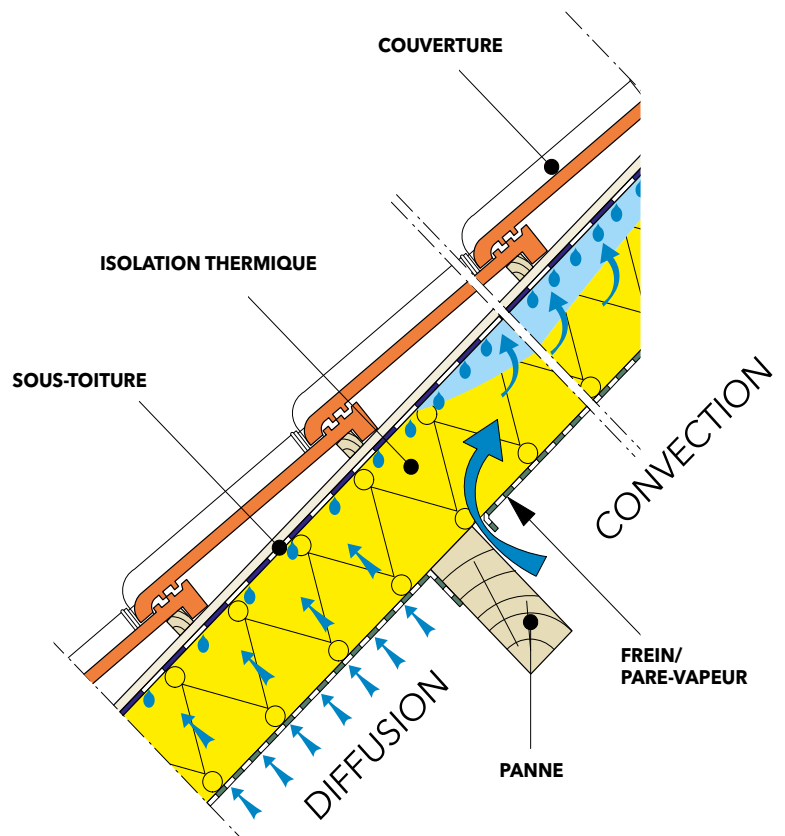 COUVERTURE
ISOLATION THERMIQUE
SOUS-TOITURE
CONVECTION
FREIN/
PARE-VAPEUR
DIFFUSION
PANNE